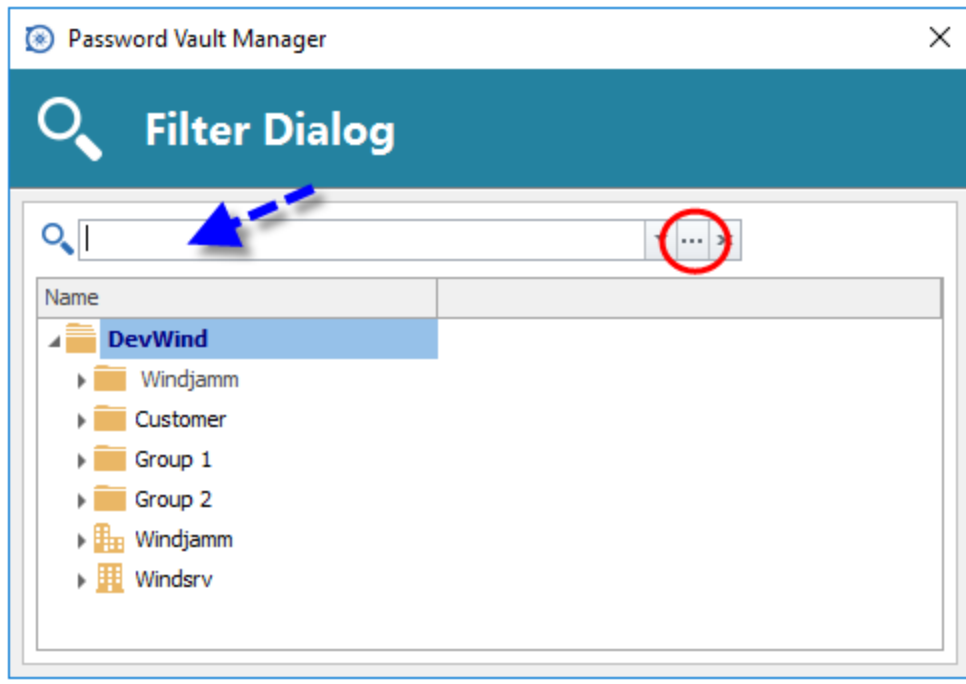 Password Vault Manager
Filter Dialog
...
Name
DevWind
Windjamm
Customer
Group 1
Group 2
Windjamm
Windsrv